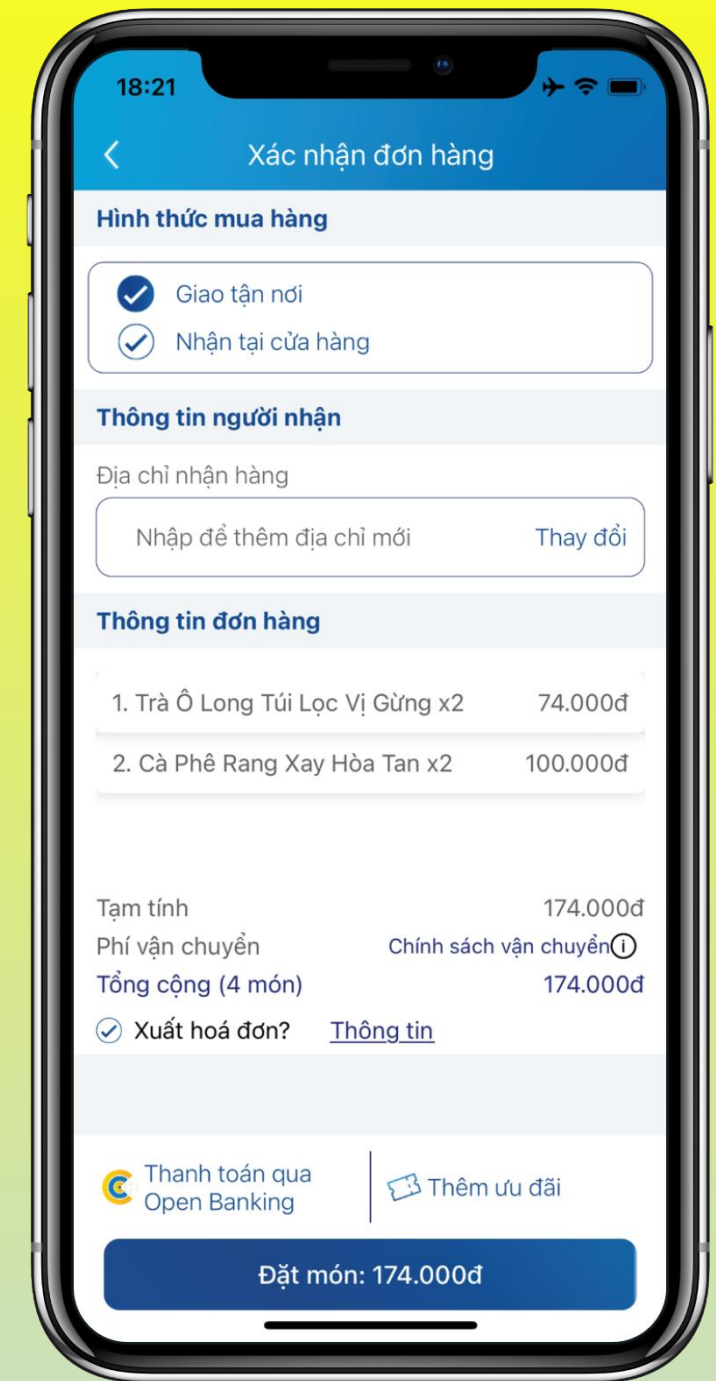 18:21
Xác nhận đơn hàng
Hình thức mua hàng
Giao tận nơi
Nhận tại cửa hàng
Thông tin người nhận
Địa chỉ nhận hàng
Nhập để thêm địa chỉ mới Thay đổi
Thông tin đơn hàng
1. Trà Ô Long Túi Lọc Vị Gừng x2 74.000đ
2. Cà Phê Rang Xay Hòa Tan x2 100.000đ
Tạm tính 174.000đ
Phí vận chuyển Chính sách vận chuyển
Tổng cộng (4 món) 174.000đ
Xuất hoá đơn? Thông tin
Thanh toán qua
Open Banking
Thêm ưu đãi
Đặt món: 174.000đ